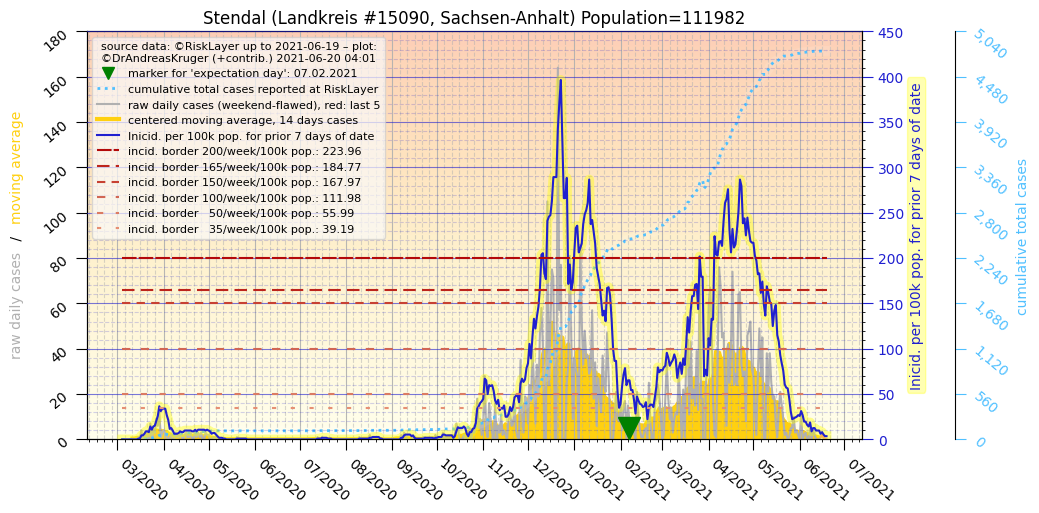 Stendal (Landkreis #15090, Sachsen-Anhalt) Population=111982
source data: ©RiskLayer up to 2021-06-19 – plot:
©DrAndreasKruger (+contrib.) 2021-06-20 04:01
marker for 'expectation day': 07.02.2021
cumulative total cases reported at RiskLayer
raw daily cases (weekend-flawed), red: last 5
centered moving average, 14 days cases
Inicid. per 100k pop. for prior 7 days of date
incid. border 200/week/100k pop.: 223.96
incid. border 165/week/100k pop.: 184.77
incid. border 150/week/100k pop.: 167.97
incid. border 100/week/100k pop.: 111.98
incid. border 50/week/100k pop.: 55.99
incid. border 35/week/100k pop.: 39.19
raw daily cases / moving average
180
160
140
120
100
80
60
40
20
0
450
400
350
300
250
200
150
100
50
0
Inicid. per 100k pop. for prior 7 days of date
5,040
4,480
3,920
3,360
2,800
2,240
1,680
1,120
560
0
cumulative total cases
03/2020
04/2020
05/2020
06/2020
07/2020
08/2020
09/2020
10/2020
11/2020
12/2020
01/2021
02/2021
03/2021
04/2021
05/2021
06/2021
07/2021